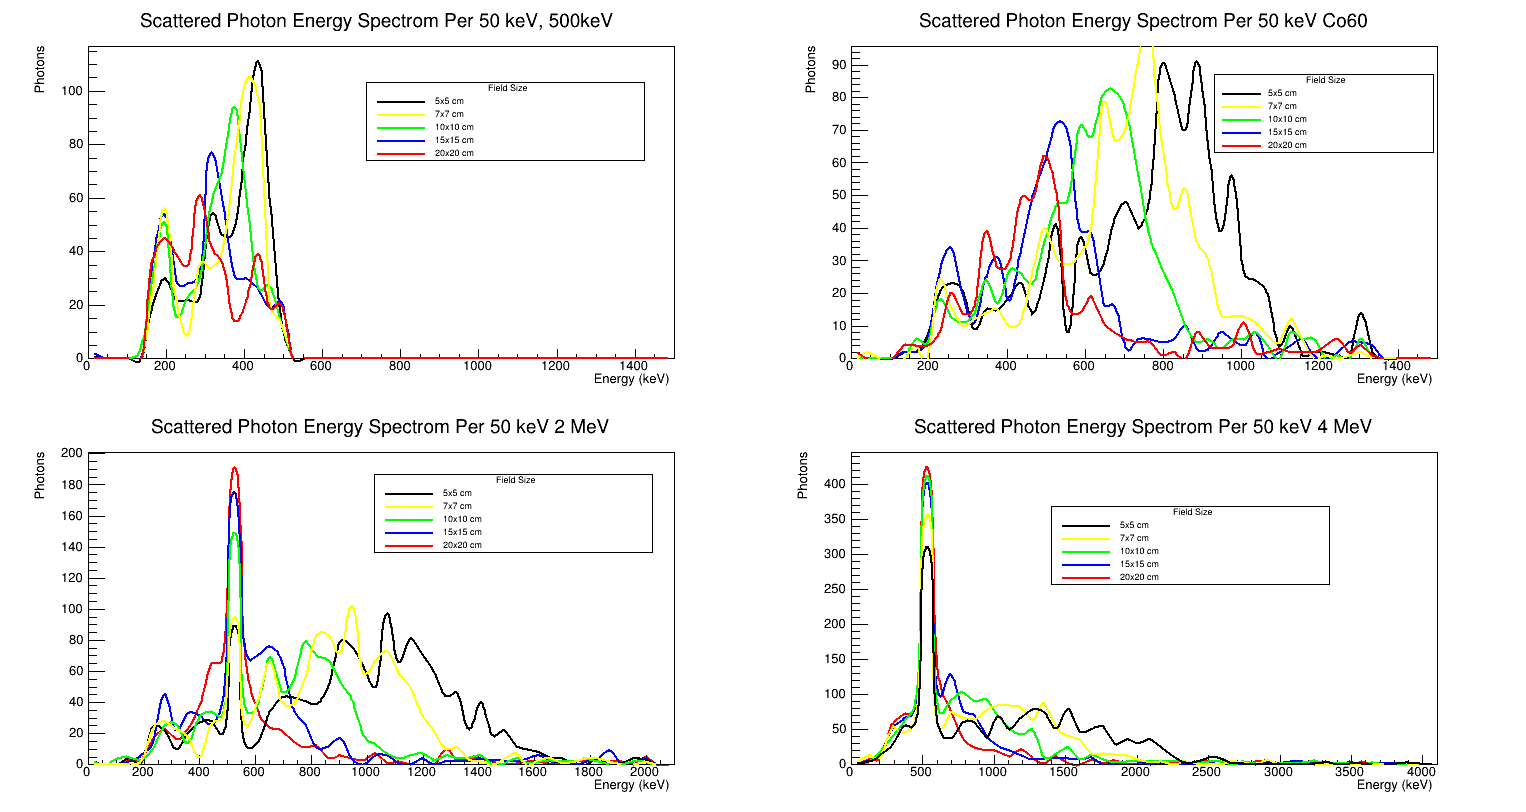 Scattered Photon Energy Spectrom Per 50 keV, 500keV
Photons
100
80
60
40
20
0
0 200 400 600 800 1000 1200 1400
Energy (keV)
Field Size
5x5 cm
7x7 cm
10x10 cm
15x15 cm
20x20 cm
Scattered Photon Energy Spectrom Per 50 keV Co60
Photons
90
80
70
60
50
40
30
20
10
0
0 200 400 600 800 1000 1200 1400
Energy (keV)
Field Size
5x5 cm
7x7 cm
10x10 cm
15x15 cm
20x20 cm
Scattered Photon Energy Spectrom Per 50 keV 2 MeV
Photons
200
180
160
140
120
100
80
60
40
20
0
0 200 400 600 800 1000 1200 1400 1600 1800 2000
Energy (keV)
Field Size
5x5 cm
7x7 cm
10x10 cm
15x15 cm
20x20 cm
Scattered Photon Energy Spectrom Per 50 keV 4 MeV
Photons
400
350
300
250
200
150
100
50
0
0 500 1000 1500 2000 2500 3000 3500 4000
Energy (keV)
Field Size
5x5 cm
7x7 cm
10x10 cm
15x15 cm
20x20 cm